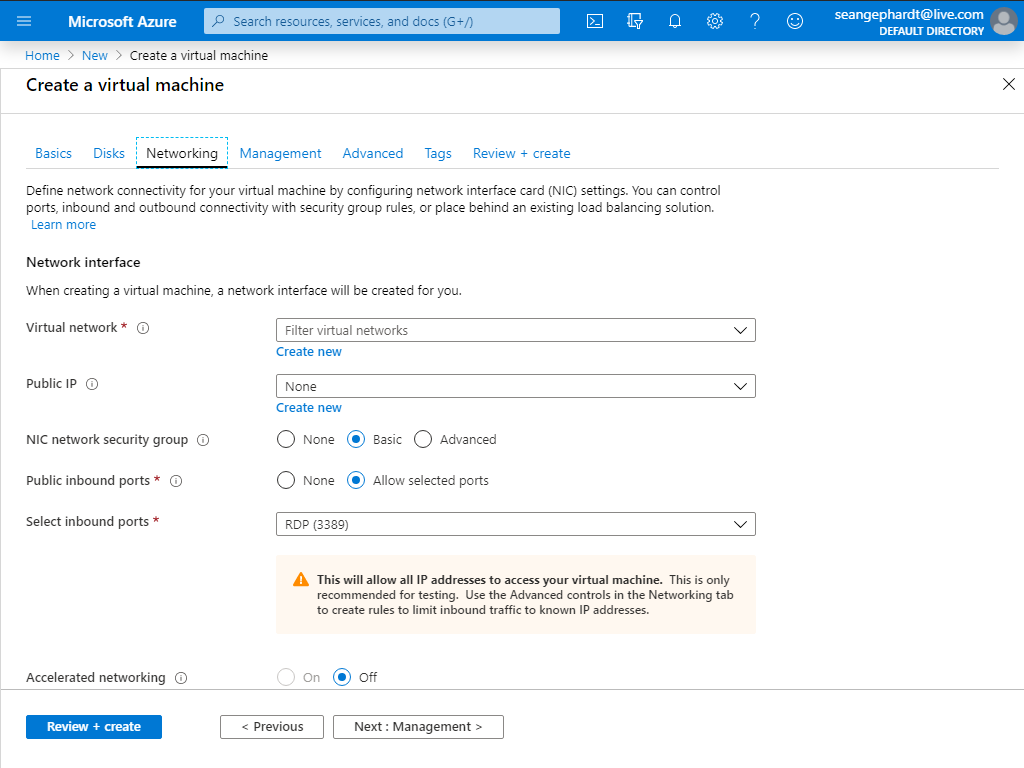 Microsoft Azure
Search resources, services, and docs (G+/)
seangephardt@live.com
DEFAULT DIRECTORY
Home > New > Create a virtual machine
Create a virtual machine
Basics Disks Networking Management Advanced Tags Review + create
Define network connectivity for your virtual machine by configuring network interface card (NIC) settings. You can control
ports, inbound and outbound connectivity with security group rules, or place behind an existing load balancing solution.
Learn more
Network interface
When creating a virtual machine, a network interface will be created for you.
Virtual network *
Filter virtual networks
Create new
Public IP
None
Create new
NIC network security group
None Basic Advanced
Public inbound ports *
None Allow selected ports
Select inbound ports *
RDP (3389)
This will allow all IP addresses to access your virtual machine. This is only
recommended for testing. Use the Advanced controls in the Networking tab
to create rules to limit inbound traffic to known IP addresses.
Accelerated networking
On Off
Review + create
< Previous
Next : Management >